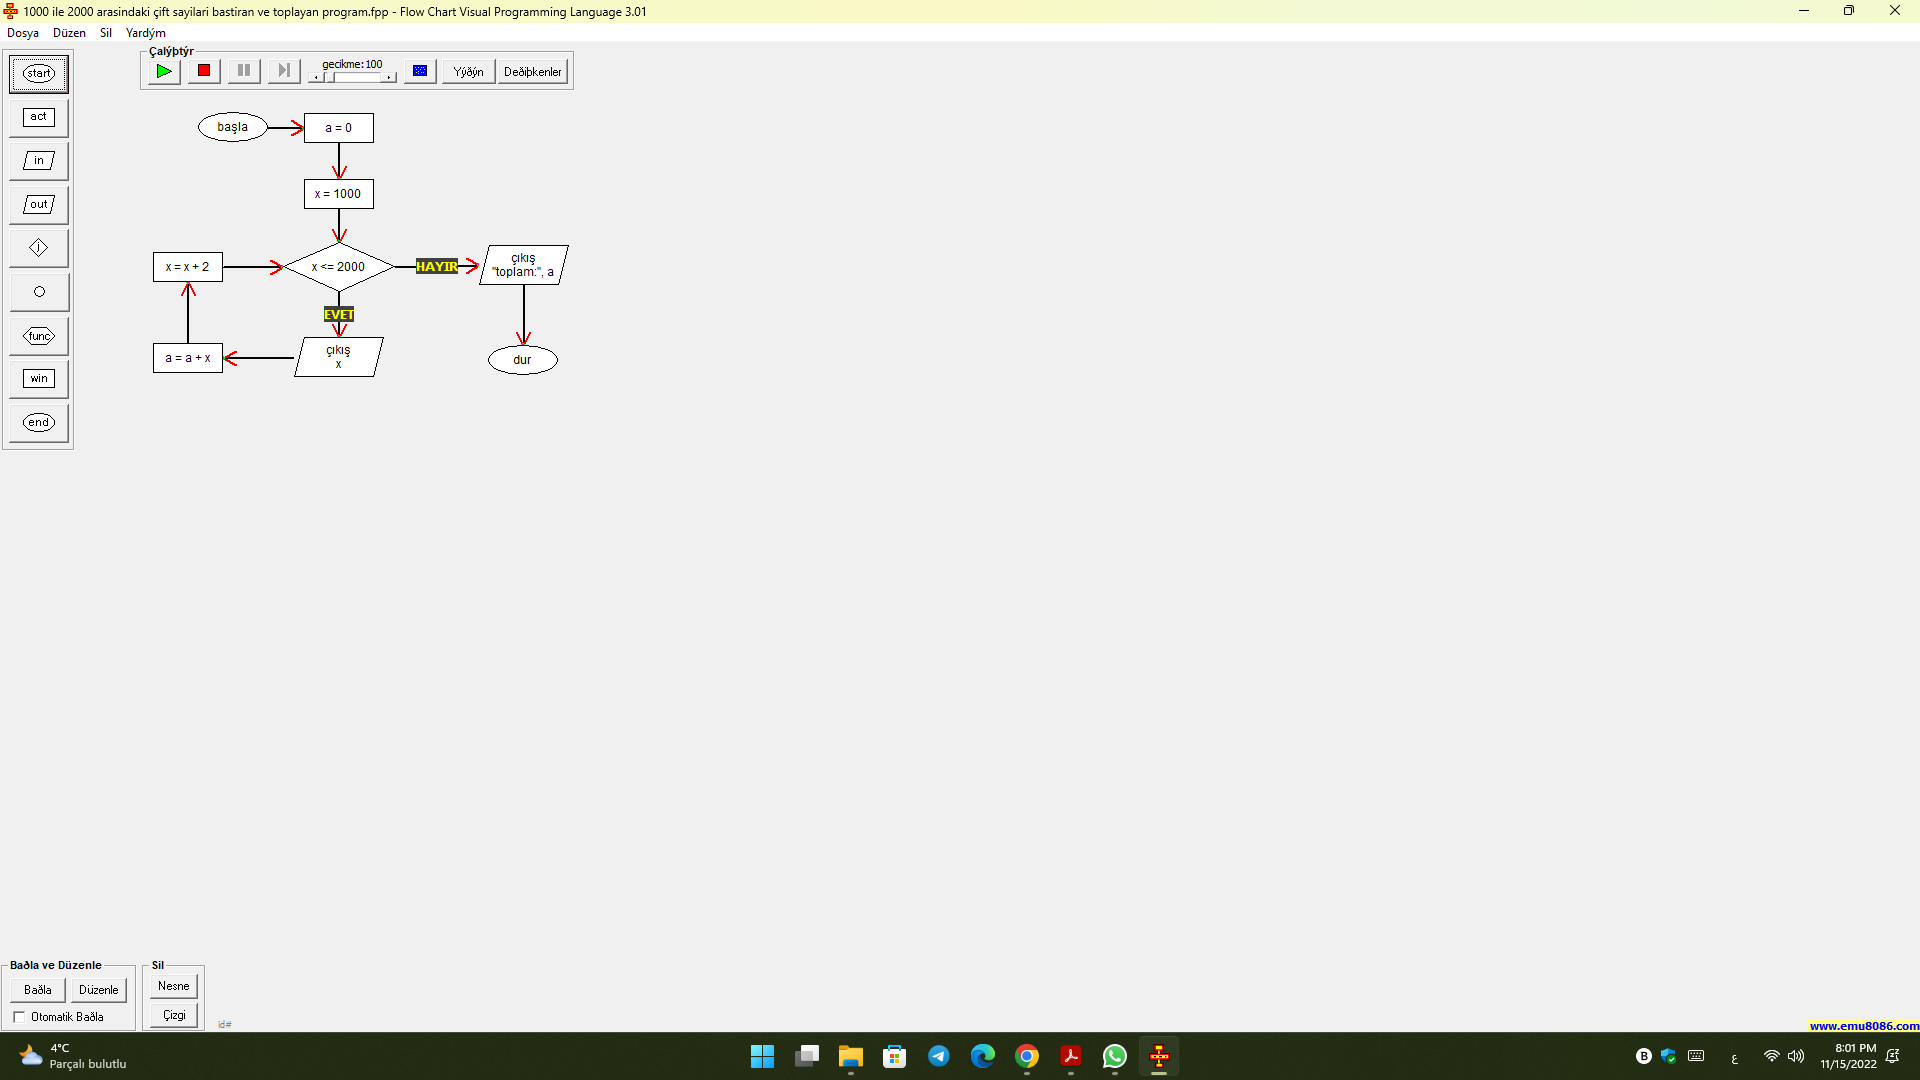 1000 ile 2000 arasindaki çift sayilari bastiran ve toplayan program.fpp - Flow Chart Visual Programming Language 3.01
Dosya Düzen Sil Yardým
Çalýþtýr
gecikme:100
Yýðýn
Deðiþkenler
start
act
in
out
j
func
win
end
başla
a = 0
x = 1000
x = x + 2
x <= 2000
HAYIR
çıkış
"toplam:", a
EVET
a = a + x
çıkış
x
dur
Baðla ve Düzenle
Baðla
Düzenle
Otomatik Baðla
Sil
Nesne
Çizgi
id#
www.emu8086.com
4°C
Parçalı bulutlu
B
ع
8:01 PM
11/15/2022